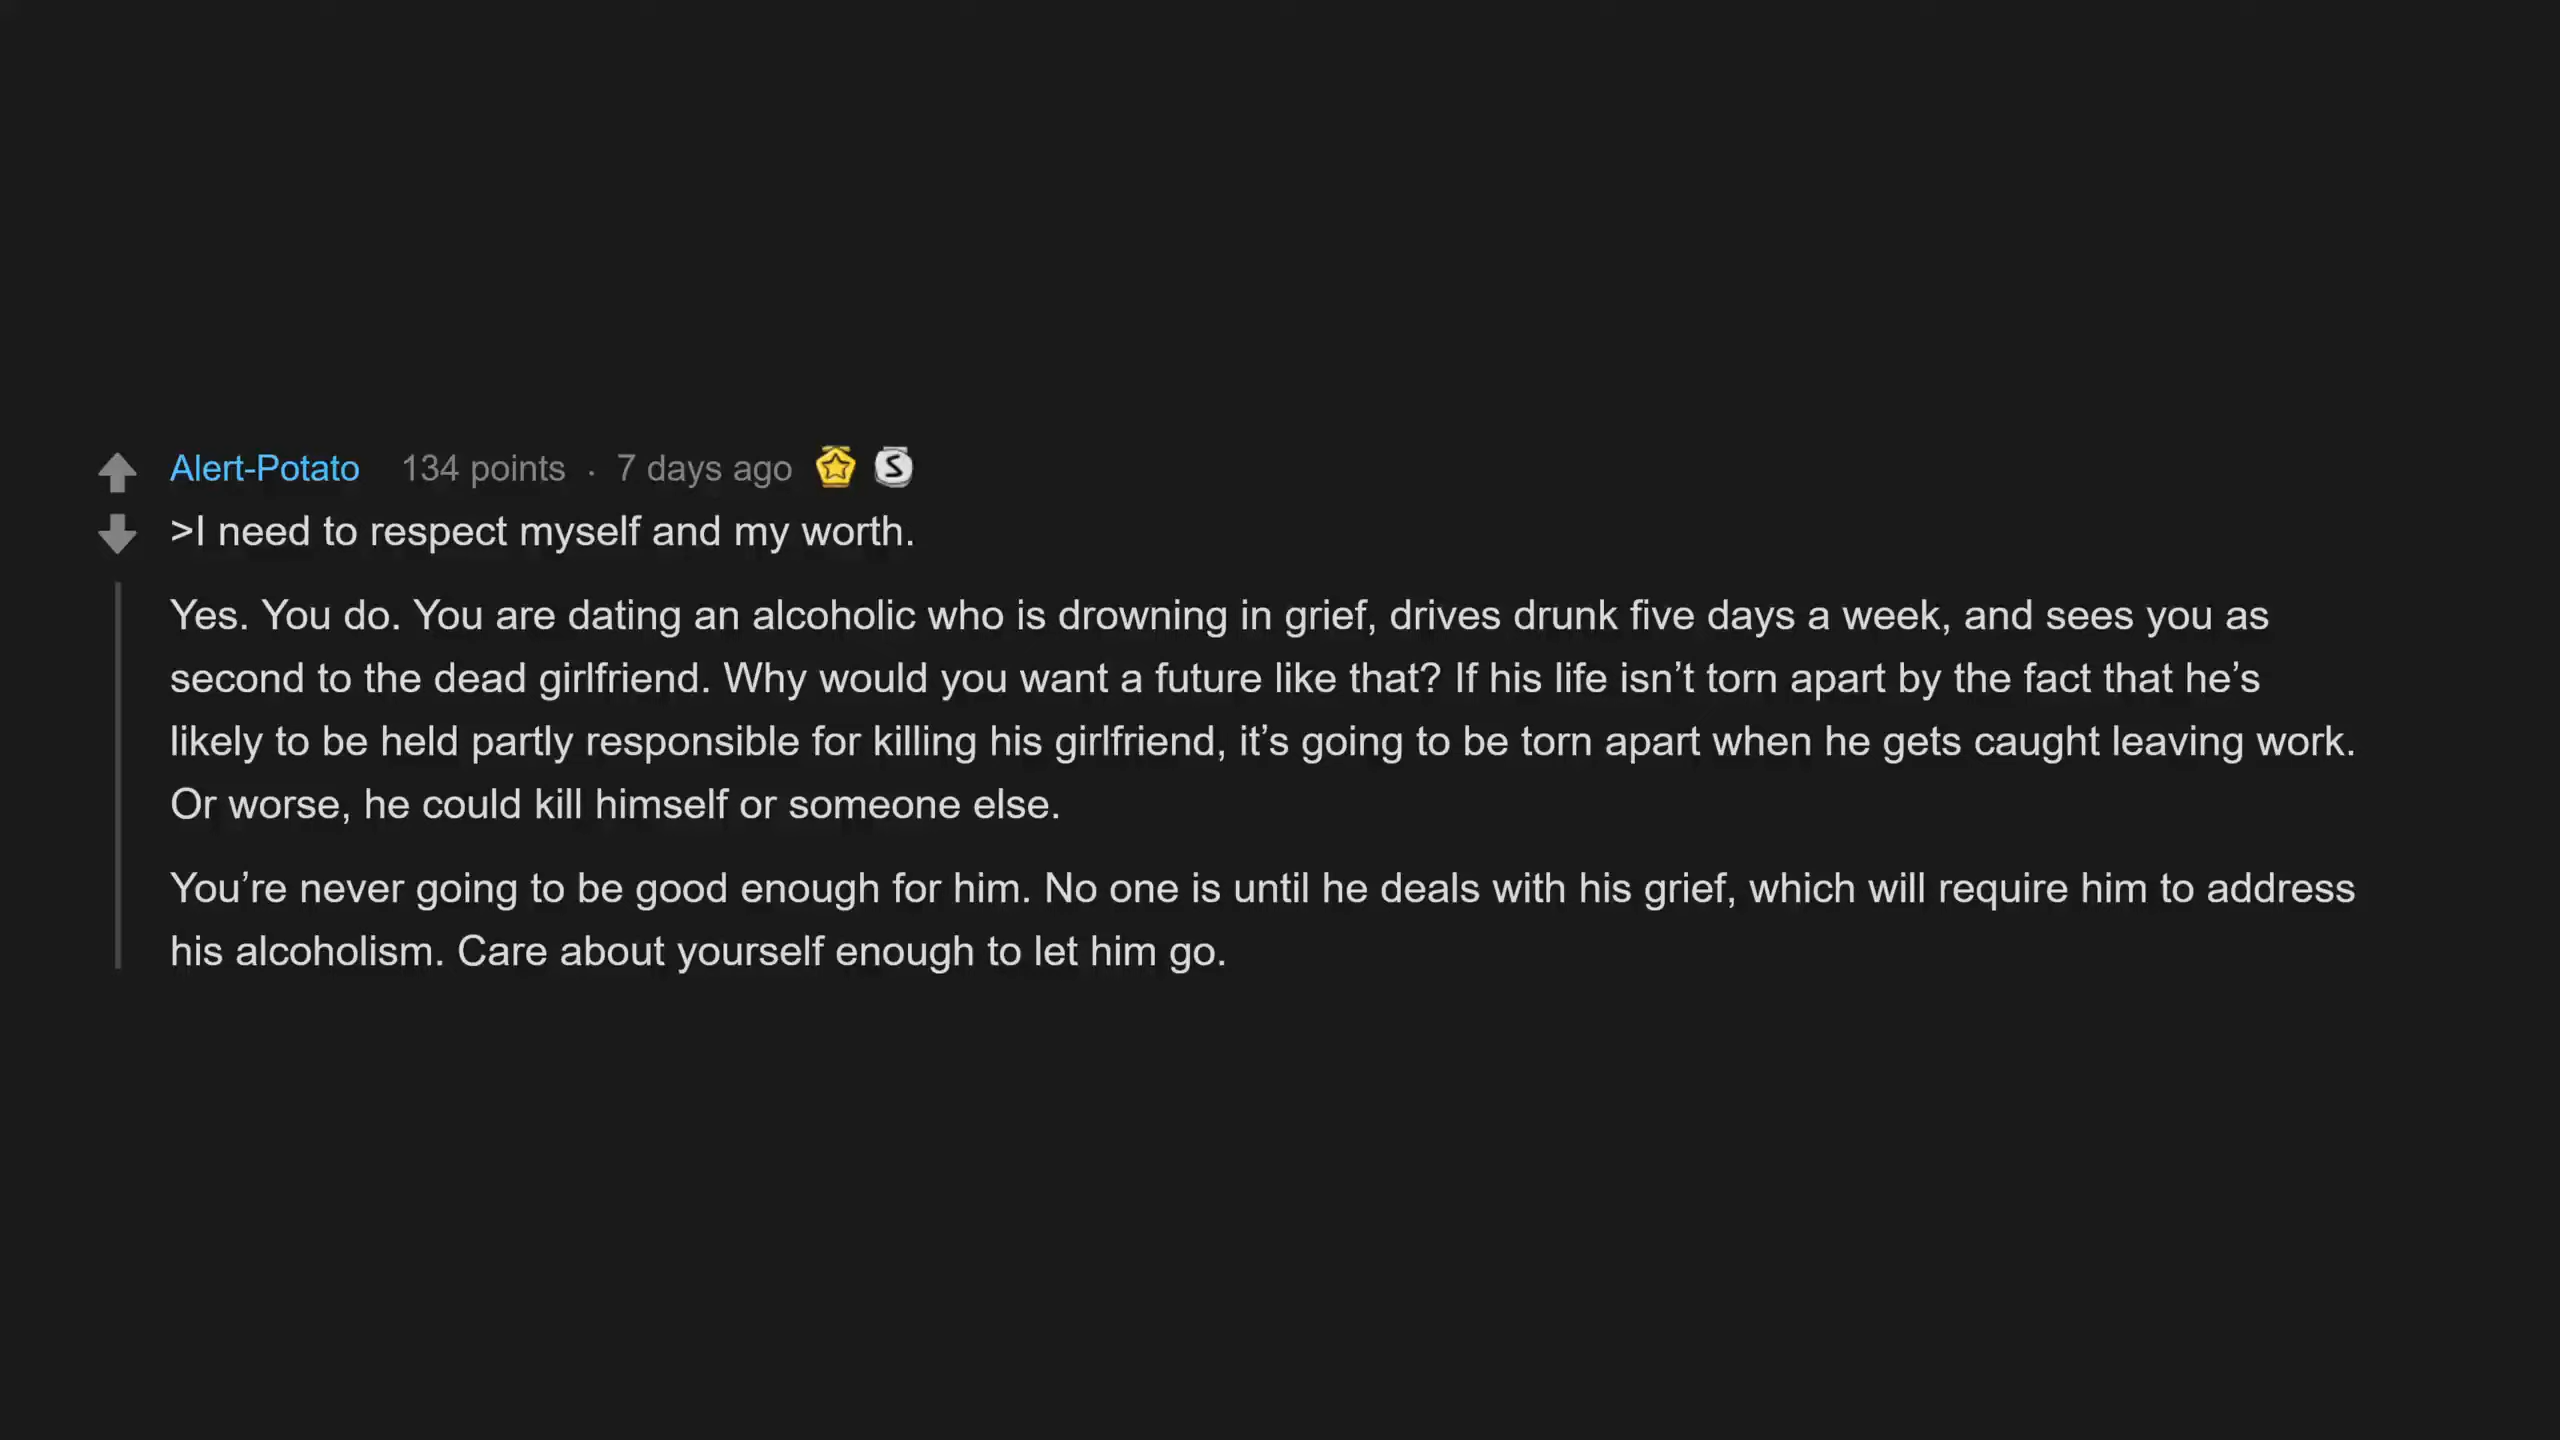 Alert-Potato 134 points · 7 days ago
>I need to respect myself and my worth.
Yes. You do. You are dating an alcoholic who is drowning in grief, drives drunk five days a week, and sees you as
second to the dead girlfriend. Why would you want a future like that? If his life isn’t torn apart by the fact that he’s
likely to be held partly responsible for killing his girlfriend, it’s going to be torn apart when he gets caught leaving work.
Or worse, he could kill himself or someone else.
You’re never going to be good enough for him. No one is until he deals with his grief, which will require him to address
his alcoholism. Care about yourself enough to let him go.